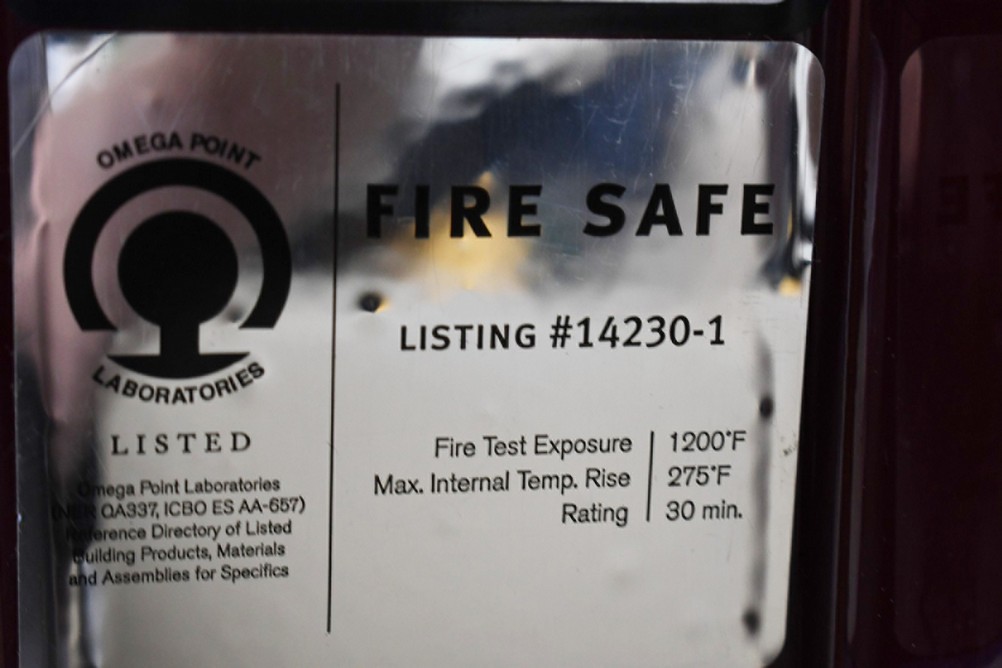 OMEGA POINT
LABORATORIES
LISTED
Omega Point Laboratories
(NER QA337, ICBO ES AA-657)
Reference Directory of Listed
Building Products, Materials
and Assemblies for Specifics
FIRE SAFE
LISTING #14230-1
Fire Test Exposure 1200°F
Max. Internal Temp. Rise 275°F
Rating 30 min.